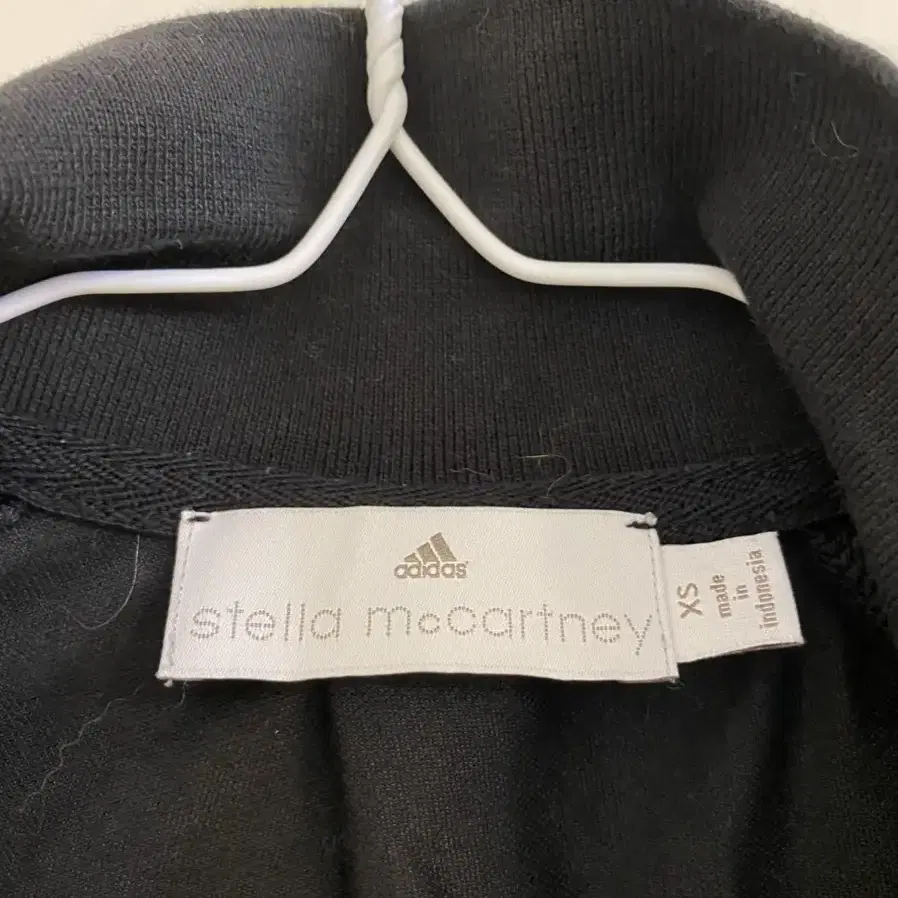 adidas
stella mccartney
XS
made
in
indonesia